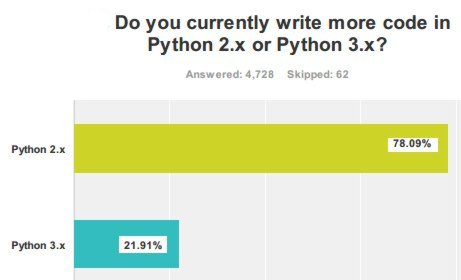 Do you currently write more code in
Python 2.x or Python 3.x?
Answered: 4,728 Skipped: 62
Python 2.x
78.09%
Python 3.x
21.91%